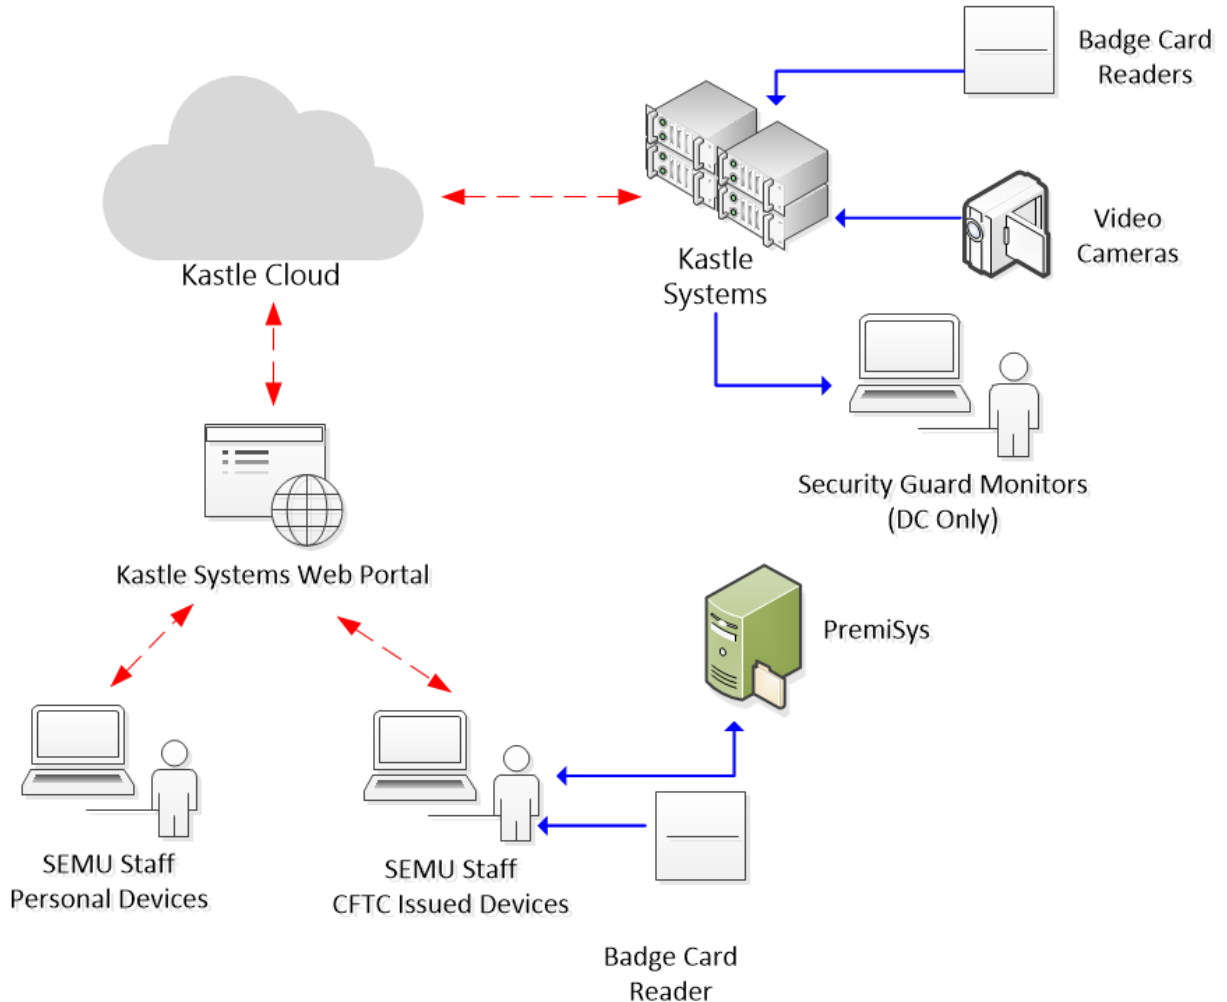 Badge Card
Readers
Video
Cameras
Kastle Cloud
Kastle
Systems
Security Guard Monitors
(DC Only)
Kastle Systems Web Portal
PremiSys
SEMU Staff
Personal Devices
SEMU Staff
CFTC Issued Devices
Badge Card
Reader